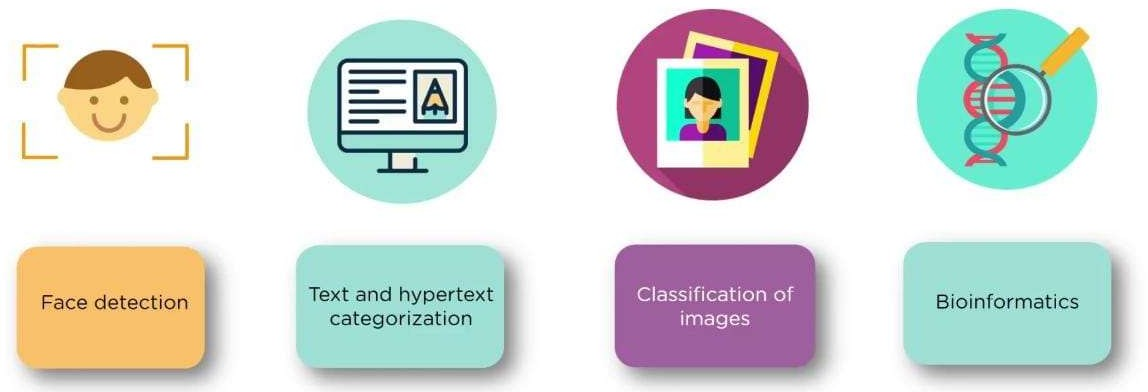 Face detection
Text and hypertext
categorization
Classification of
images
Bioinformatics